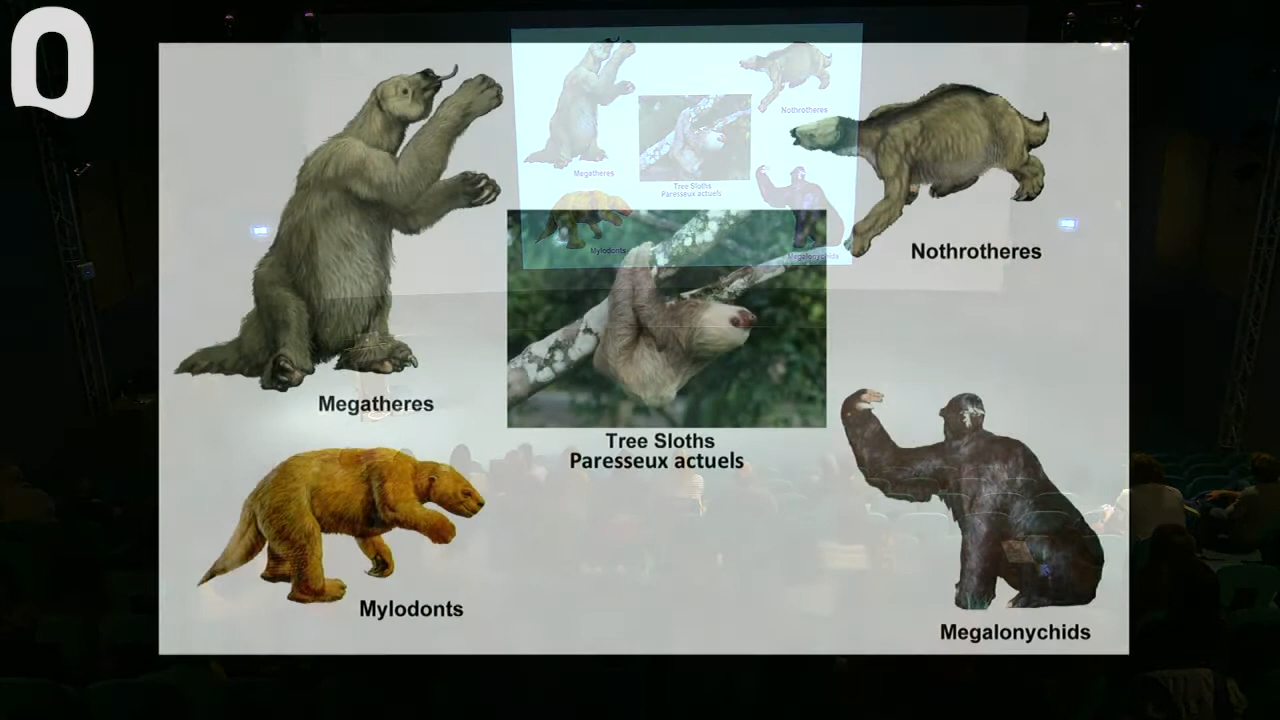 Q
Megatheres
Nothrotheres
Tree Sloths
Paresseux actuels
Mylodonts
Megalonychids
Megatheres
Nothrotheres
Tree Sloths
Paresseux actuels
Mylodonts
Megalonychids